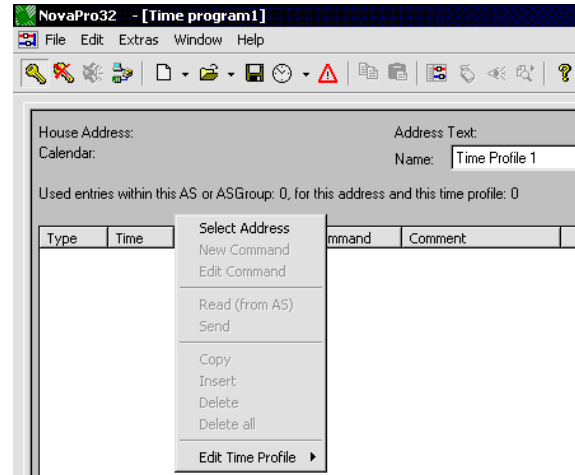 NovaPro32 - [Time program1]
File Edit Extras Window Help
House Address: Address Text:
Calendar: Name: Time Profile 1
Used entries within this AS or ASGroup: 0, for this address and this time profile: 0
Type Time mmand Comment
Select Address
New Command
Edit Command
Read (from AS)
Send
Copy
Insert
Delete
Delete all
Edit Time Profile